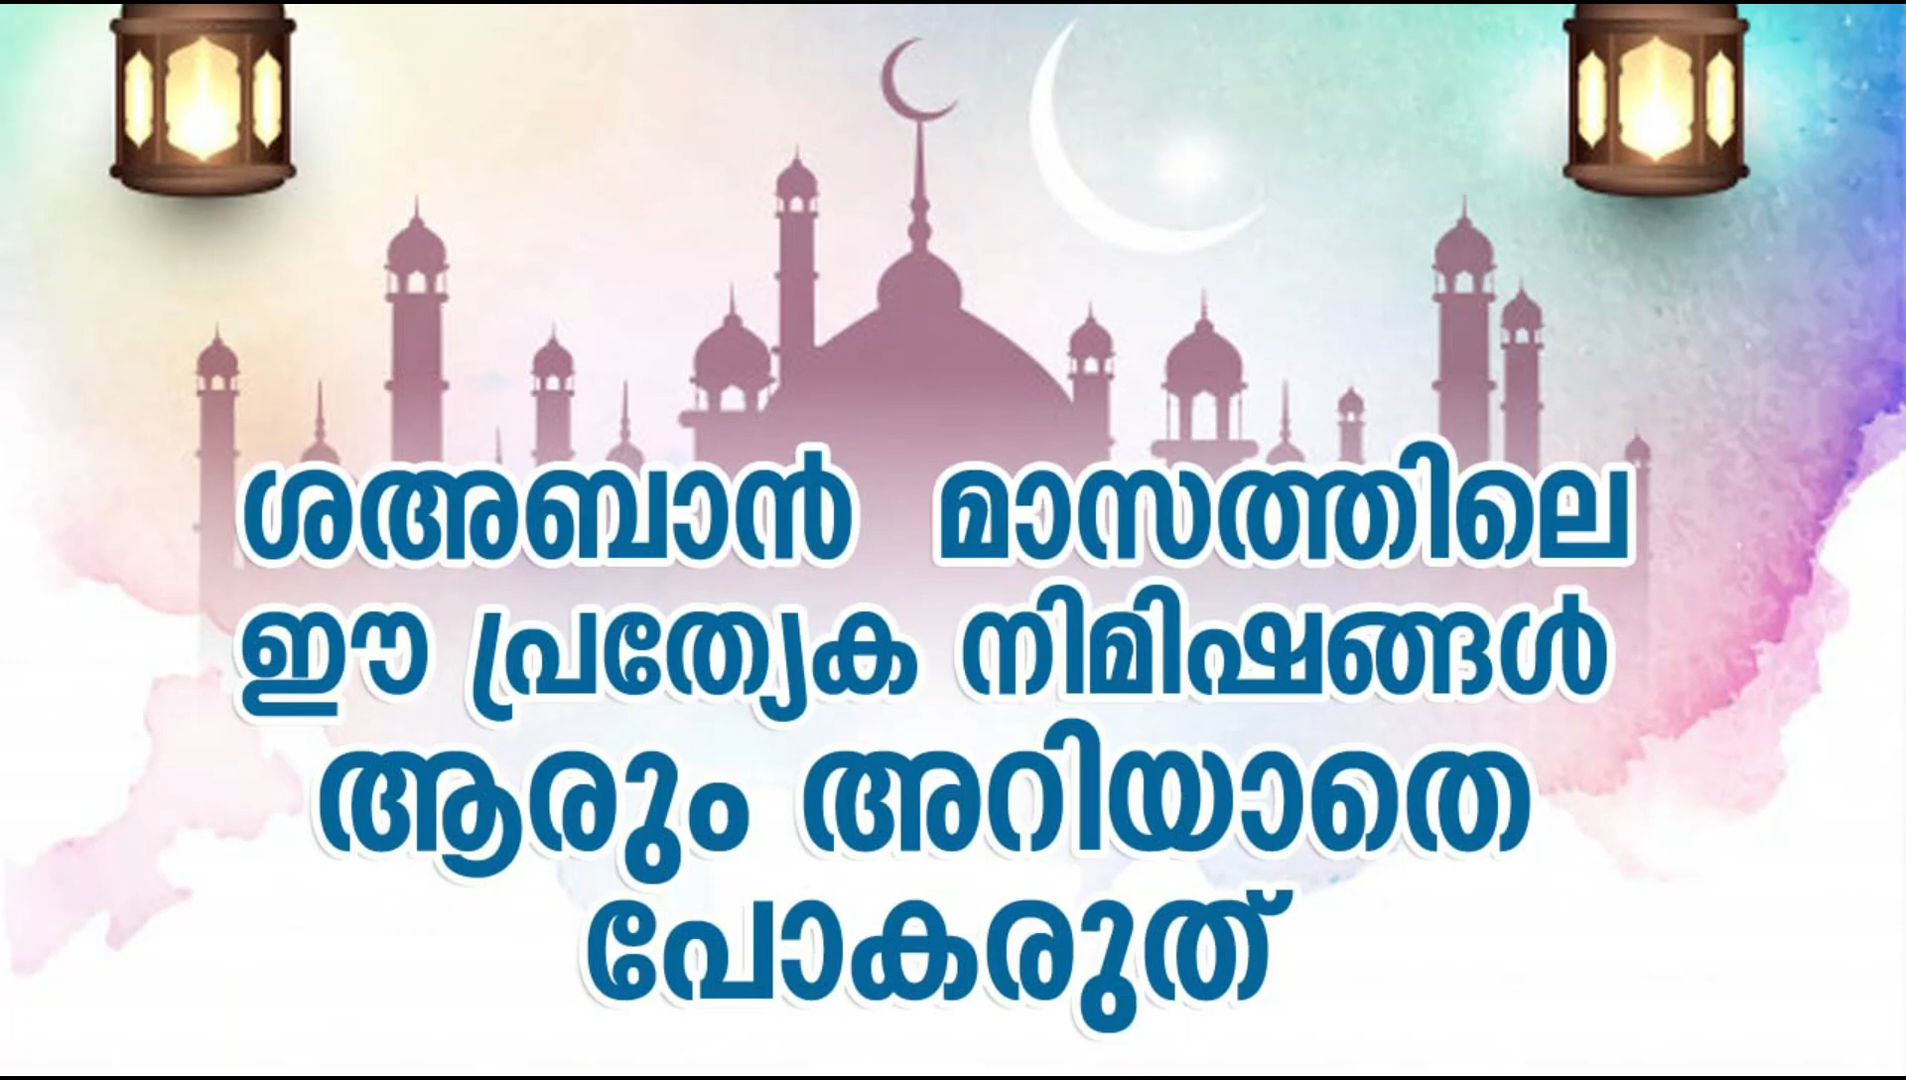 ശഅബാൻ മാസത്തിലെ
ഈ പ്രത്യേക നിമിഷങ്ങൾ
ആരും അറിയാതെ
പോകരുത്